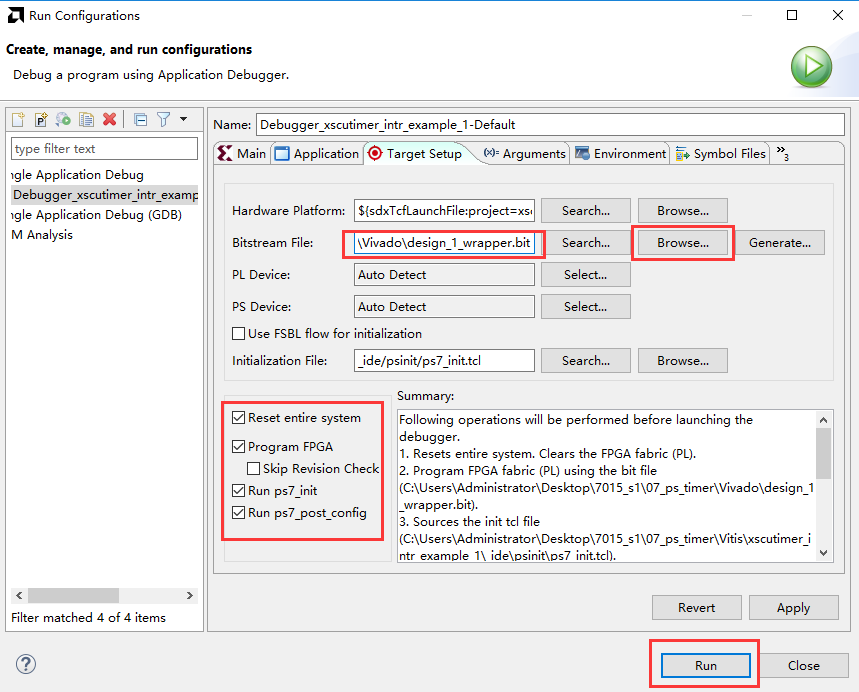 Run Configurations
Create, manage, and run configurations
Debug a program using Application Debugger.
type filter text
ngle Application Debug
Debugger_xscutimer_intr_examp
ngle Application Debug (GDB)
M Analysis
Filter matched 4 of 4 items
Name: Debugger_xscutimer_intr_example_1-Default
Main Application Target Setup (x)= Arguments Environment Symbol Files »3
Hardware Platform: ${sdxTcfLaunchFile:project=xsc Search... Browse...
Bitstream File: \Vivado\design_1_wrapper.bit Search... Browse... Generate...
PL Device: Auto Detect Select...
PS Device: Auto Detect Select...
Use FSBL flow for initialization
Initialization File: _ide/psinit/ps7_init.tcl Search... Browse...
Reset entire system
Program FPGA
Skip Revision Check
Run ps7_init
Run ps7_post_config
Summary:
Following operations will be performed before launching the
debugger.
1. Resets entire system. Clears the FPGA fabric (PL).
2. Program FPGA fabric (PL) using the bit file
(C:\Users\Administrator\Desktop\7015_s1\07_ps_timer\Vivado\design_1
_wrapper.bit).
3. Sources the init tcl file
(C:\Users\Administrator\Desktop\7015_s1\07_ps_timer\Vitis\xscutimer_i
ntr_example_1\_ide\psinit\ps7_init.tcl).
Revert Apply
Run Close